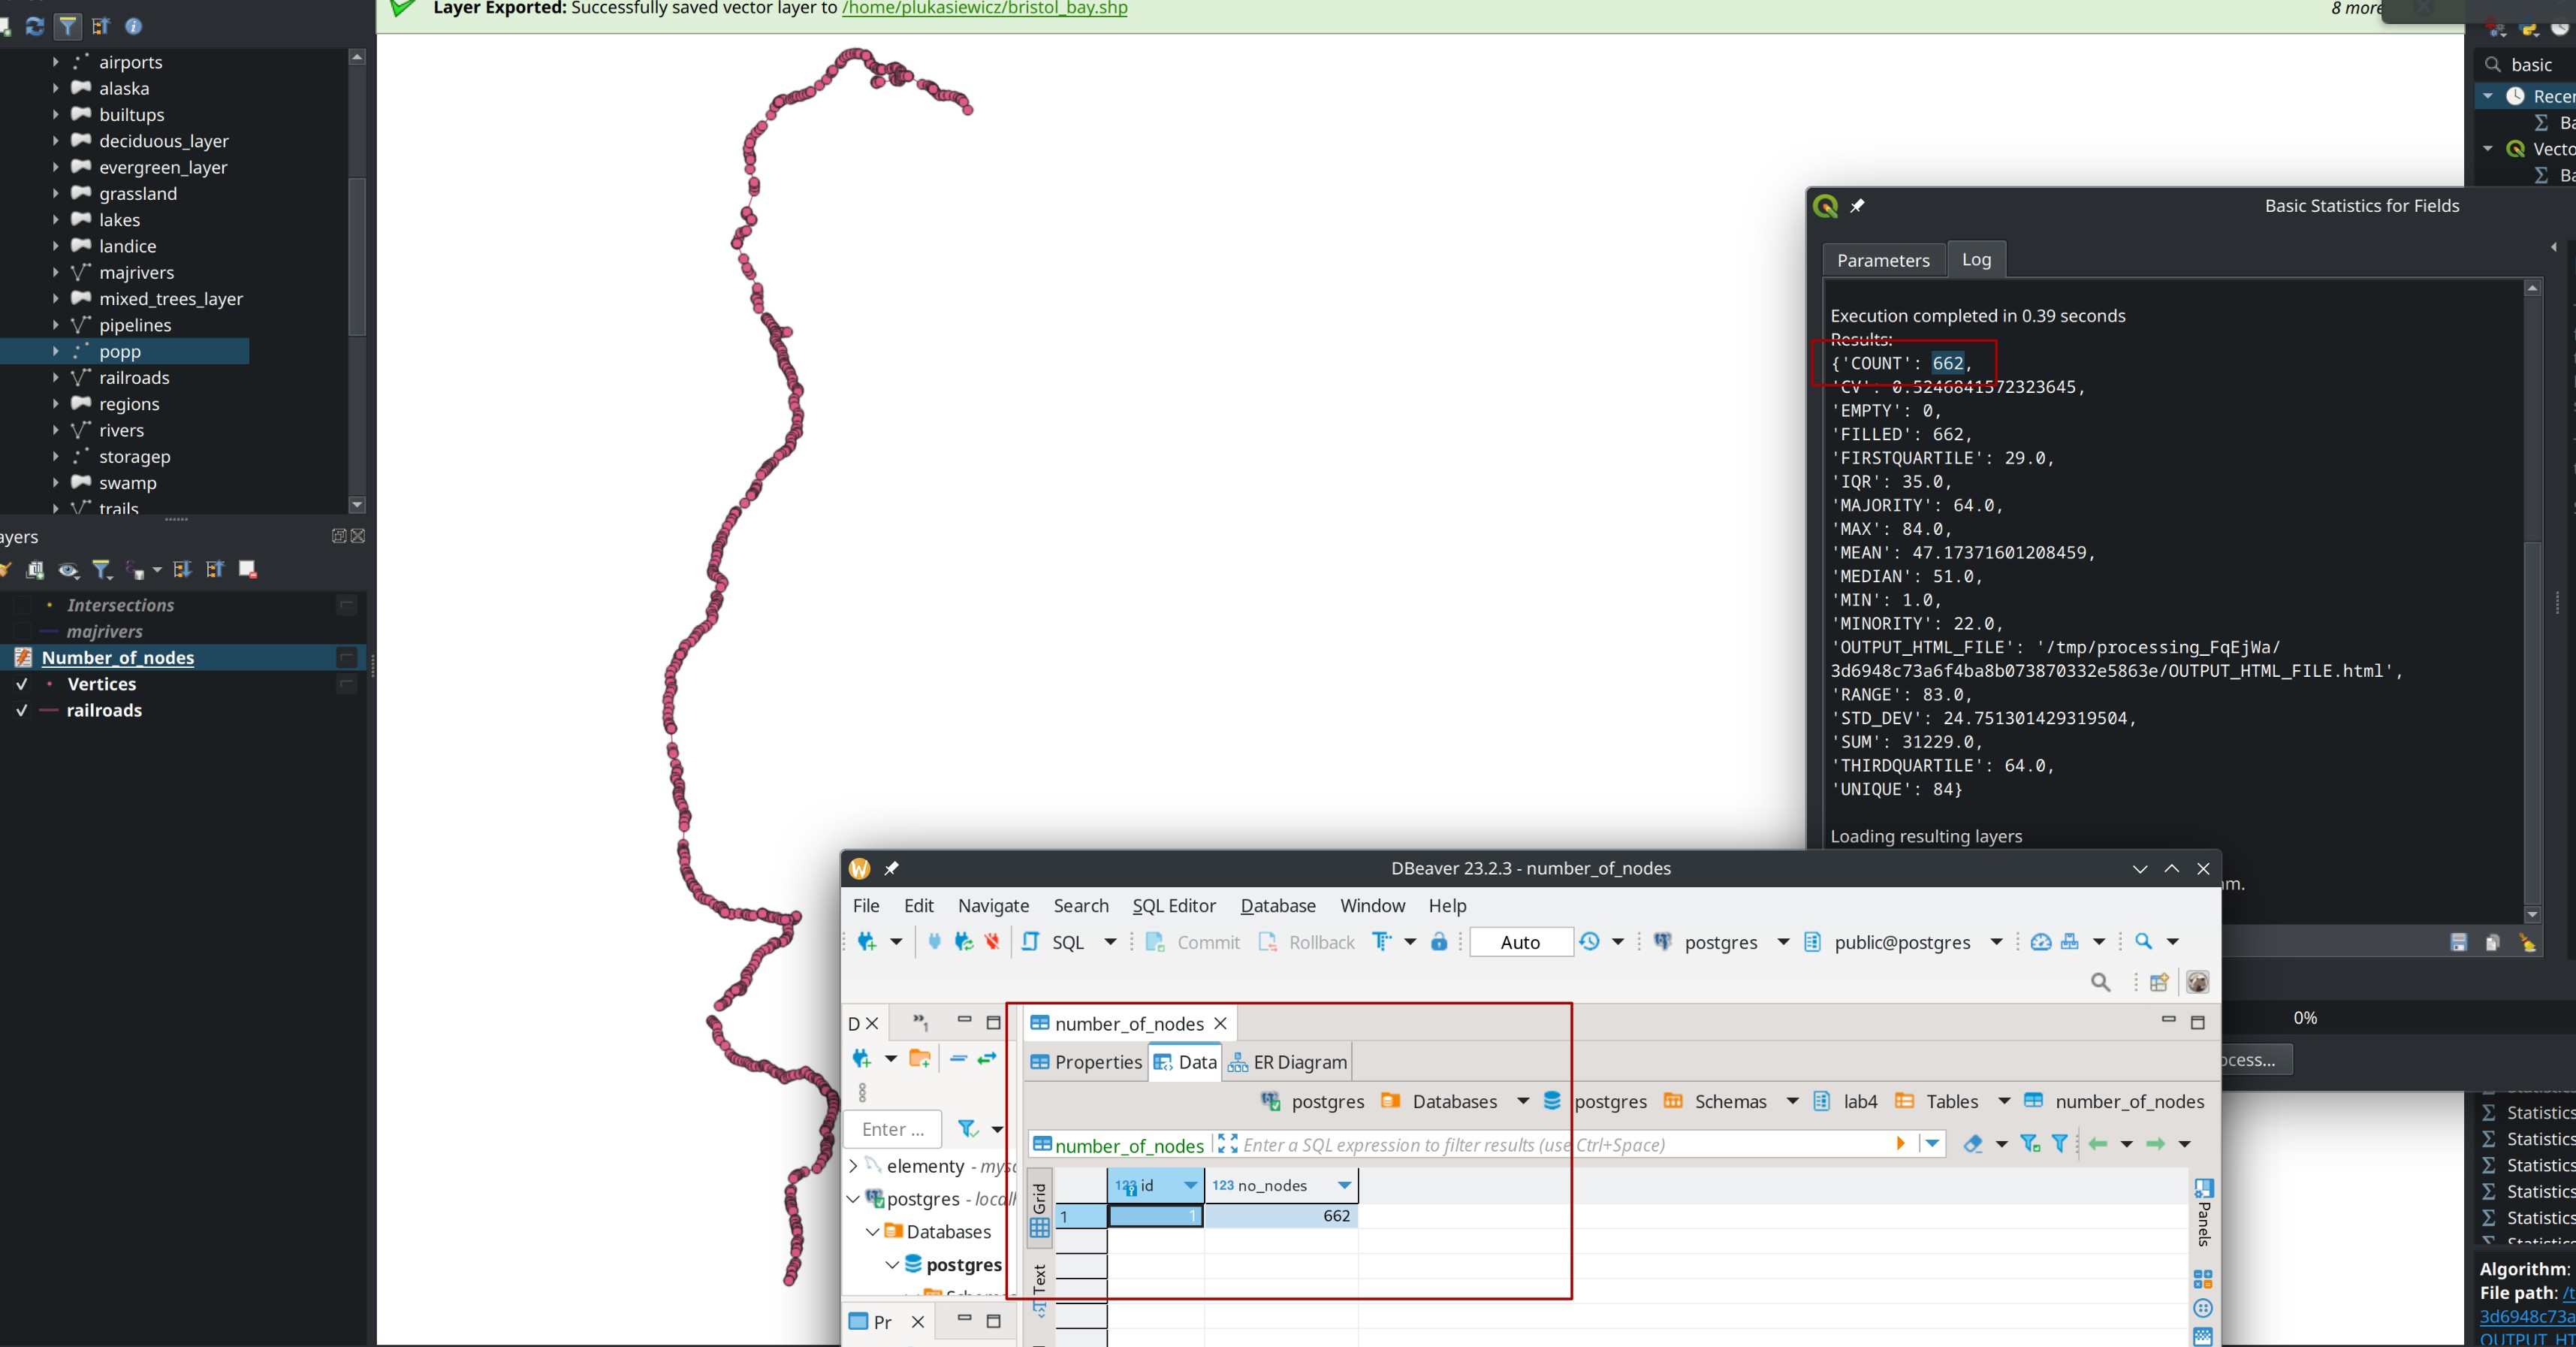 Layer Exported: Successfully saved vector layer to /home/plukasiewicz/bristol_bay.shp
8 more
airports
alaska
builtups
deciduous_layer
evergreen_layer
grassland
lakes
landice
majrivers
mixed_trees_layer
pipelines
popp
railroads
regions
rivers
storagep
swamp
trails
ayers
Intersections
majrivers
Number_of_nodes
Vertices
railroads
basic
Recer
Ba
Vecto
Ba
Basic Statistics for Fields
Parameters
Log
Execution completed in 0.39 seconds
Results:
{'COUNT': 662,
'CV': 0.5246841572323645,
'EMPTY': 0,
'FILLED': 662,
'FIRSTQUARTILE': 29.0,
'IQR': 35.0,
'MAJORITY': 64.0,
'MAX': 84.0,
'MEAN': 47.17371601208459,
'MEDIAN': 51.0,
'MIN': 1.0,
'MINORITY': 22.0,
'OUTPUT_HTML_FILE': '/tmp/processing_FqEjWa/
3d6948c73a6f4ba8b073870332e5863e/OUTPUT_HTML_FILE.html',
'RANGE': 83.0,
'STD_DEV': 24.751301429319504,
'SUM': 31229.0,
'THIRDQUARTILE': 64.0,
'UNIQUE': 84}
Loading resulting layers
m.
0%
ocess...
DBeaver 23.2.3 - number_of_nodes
File Edit Navigate Search SQL Editor Database Window Help
SQL Commit Rollback Auto postgres public@postgres
D
number_of_nodes
Properties Data ER Diagram
postgres Databases postgres Schemas lab4 Tables number_of_nodes
Enter ...
number_of_nodes Enter a SQL expression to filter results (use Ctrl+Space)
elementy - mys
postgres - local
Databases
postgres
Grid
Text
123 id 123 no_nodes
1 1 662
Panels
Pr
Statistics
Statistics
Statistics
Statistics
Statistics
Algorithm:
File path: /t
3d6948c73a
OUTPUT_HT